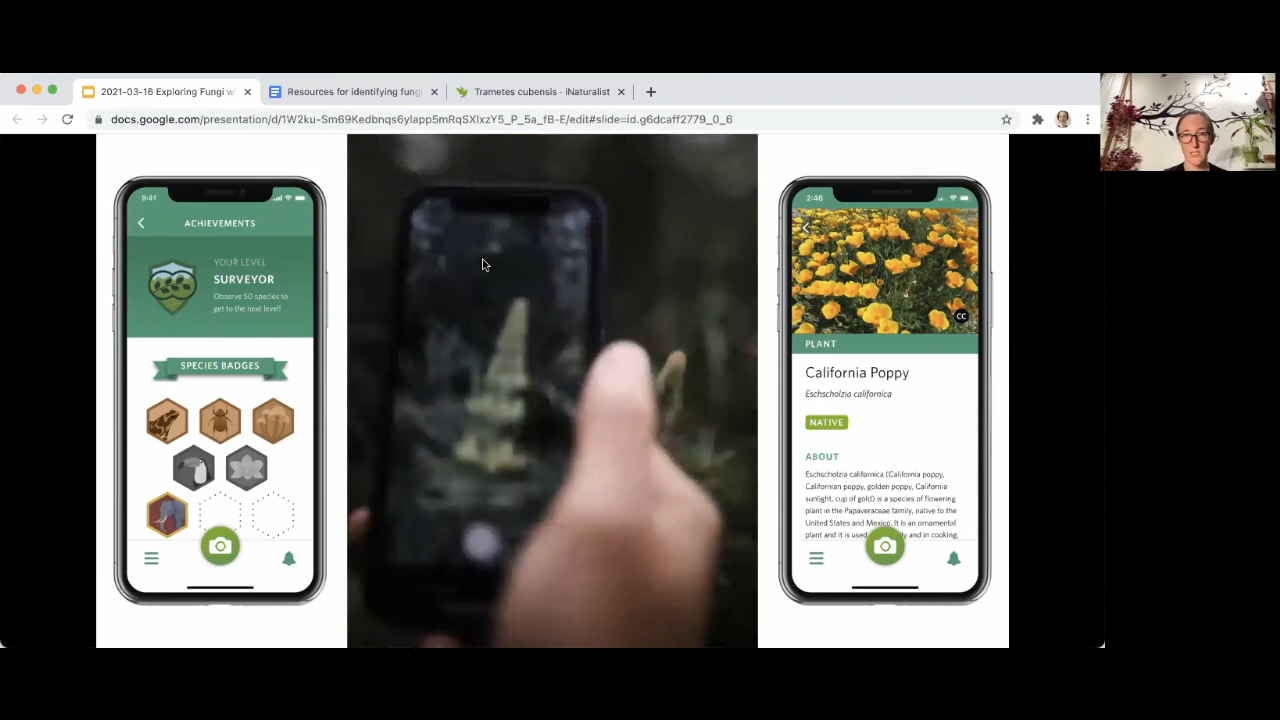 2021-03-16 Exploring Fungi w
Resources for identifying fungi
Trametes cubensis · iNaturalist
docs.google.com/presentation/d/1W2ku-Sm69Kedbnqs6ylapp5mRqSXlxzY5_P_5a_fB-E/edit#slide=id.g6dcaff2779_0_6
9:41
ACHIEVEMENTS
YOUR LEVEL
SURVEYOR
Observe 50 species to
get to the next level!
SPECIES BADGES
2:46
CC
PLANT
California Poppy
Eschscholzia californica
NATIVE
ABOUT
Eschscholzia californica (California poppy,
Californian poppy, golden poppy, California
sunlight, cup of gold) is a species of flowering
plant in the Papaveraceae family, native to the
United States and Mexico. It is an ornamental
plant and it is used and in cooking.